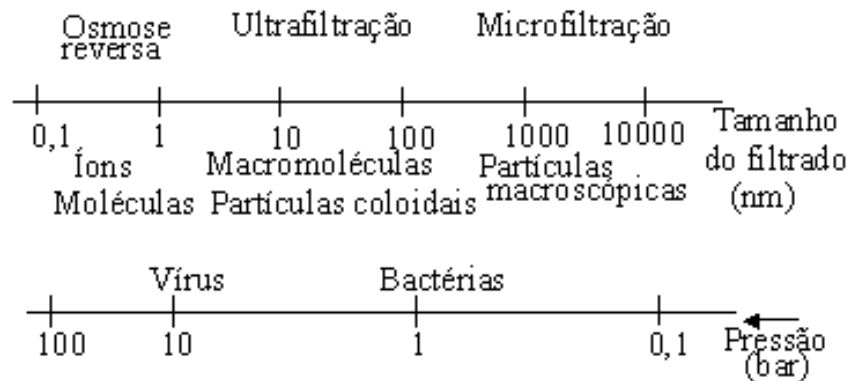 Osmose reversa Ultrafiltração Microfiltração
0,1 1 10 100 1000 10000 Tamanho do filtrado (nm)
Íons Moléculas Macromoléculas Partículas coloidais Partículas macroscópicas
Vírus Bactérias
100 10 1 0,1 Pressão (bar)